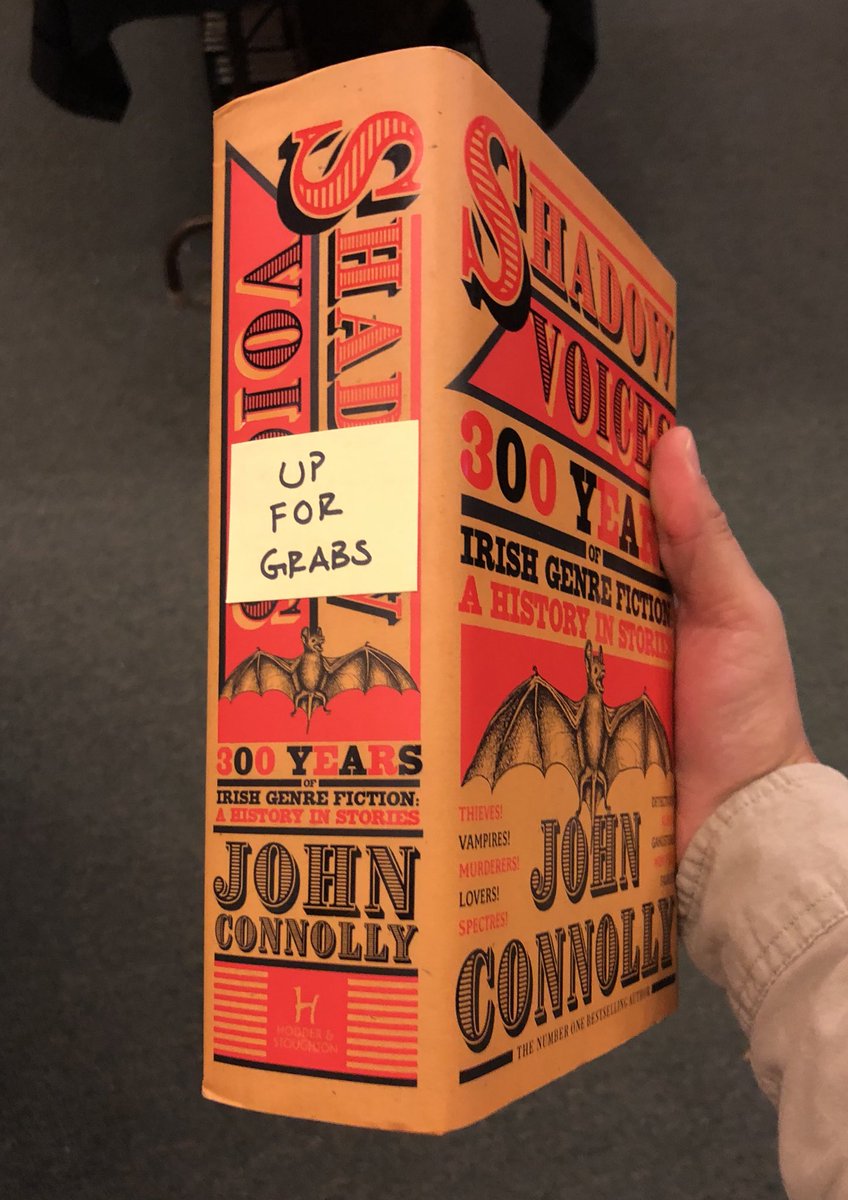 SHADOW
VOICES
UP
FOR
GRABS
300 YEARS
OF
IRISH GENRE FICTION:
A HISTORY IN STORIES
JOHN
CONNOLLY
H
HODDER &
STOUGHTON
SHADOW
VOICES
300 YEARS
OF
IRISH GENRE FICTION:
A HISTORY IN STORIES
THIEVES!
VAMPIRES!
MURDERERS!
LOVERS!
SPECTRES!
JOHN
CONNOLLY
THE NUMBER ONE BESTSELLING AUTHOR